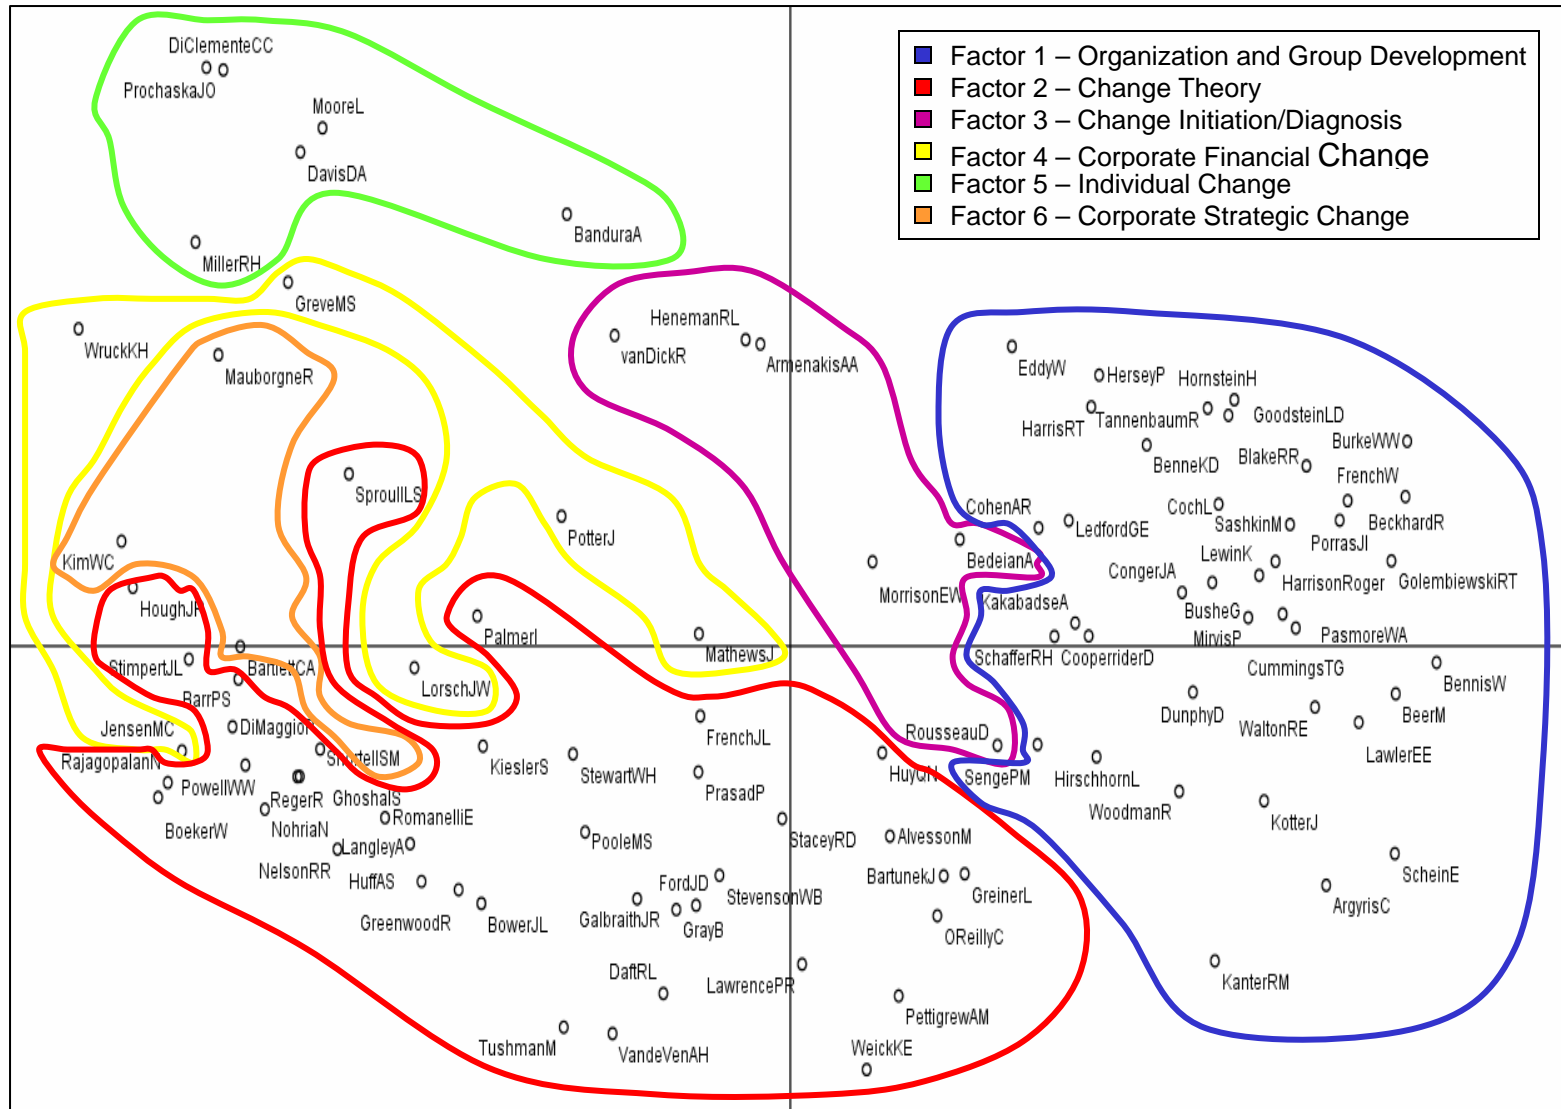 DiClementeCC
ProchaskaJO
MooreL
DavisDA
BanduraA
MillerRH
Factor 1 – Organization and Group Development
Factor 2 – Change Theory
Factor 3 – Change Initiation/Diagnosis
Factor 4 – Corporate Financial Change
Factor 5 – Individual Change
Factor 6 – Corporate Strategic Change
GreveMS
WruckKH
MauborgneR
HenemanRL
vanDickR
ArmenakisAA
EddyW
HerseyP
HornsteinH
HarrisRT
TannenbaumR
GoodsteinLD
BurkeWW
BenneKD
BlakeRR
FrenchW
SproullLS
PotterJ
CohenAR
LedfordGE
CochL
SashkinM
BeckhardR
PorrasJI
KimWC
BedeianA
LewinK
CongerJA
HarrisonRoger
GolembiewskiRT
HoughJR
MorrisonEW
KakabadseA
BusheG
PalmerI
MirvisP
PasmoreWA
MathewsJ
SchafferRH
CooperriderD
StimpertJL
BartlettCA
LorschJW
CummingsTG
BennisW
BarrPS
DunphyD
WaltonRE
BeerM
JensenMC
DiMaggioP
FrenchJL
RousseauD
LawlerEE
RajagopalanN
ShortellSM
KieslerS
StewartWH
HuyQN
SengePM
HirschhornL
PowellWW
RegerR
GhoshalS
PrasadP
WoodmanR
BoekerW
NohriaN
RomanelliE
KotterJ
LangleyA
PooleMS
StaceyRD
AlvessonM
NelsonRR
HuffAS
FordJD
BartunekJ
ScheinE
StevensonWB
GreinerL
ArgyrisC
GreenwoodR
BowerJL
GalbraithJR
GrayB
OReillyC
DaftRL
LawrencePR
KanterRM
PettigrewAM
TushmanM
VandeVenAH
WeickKE